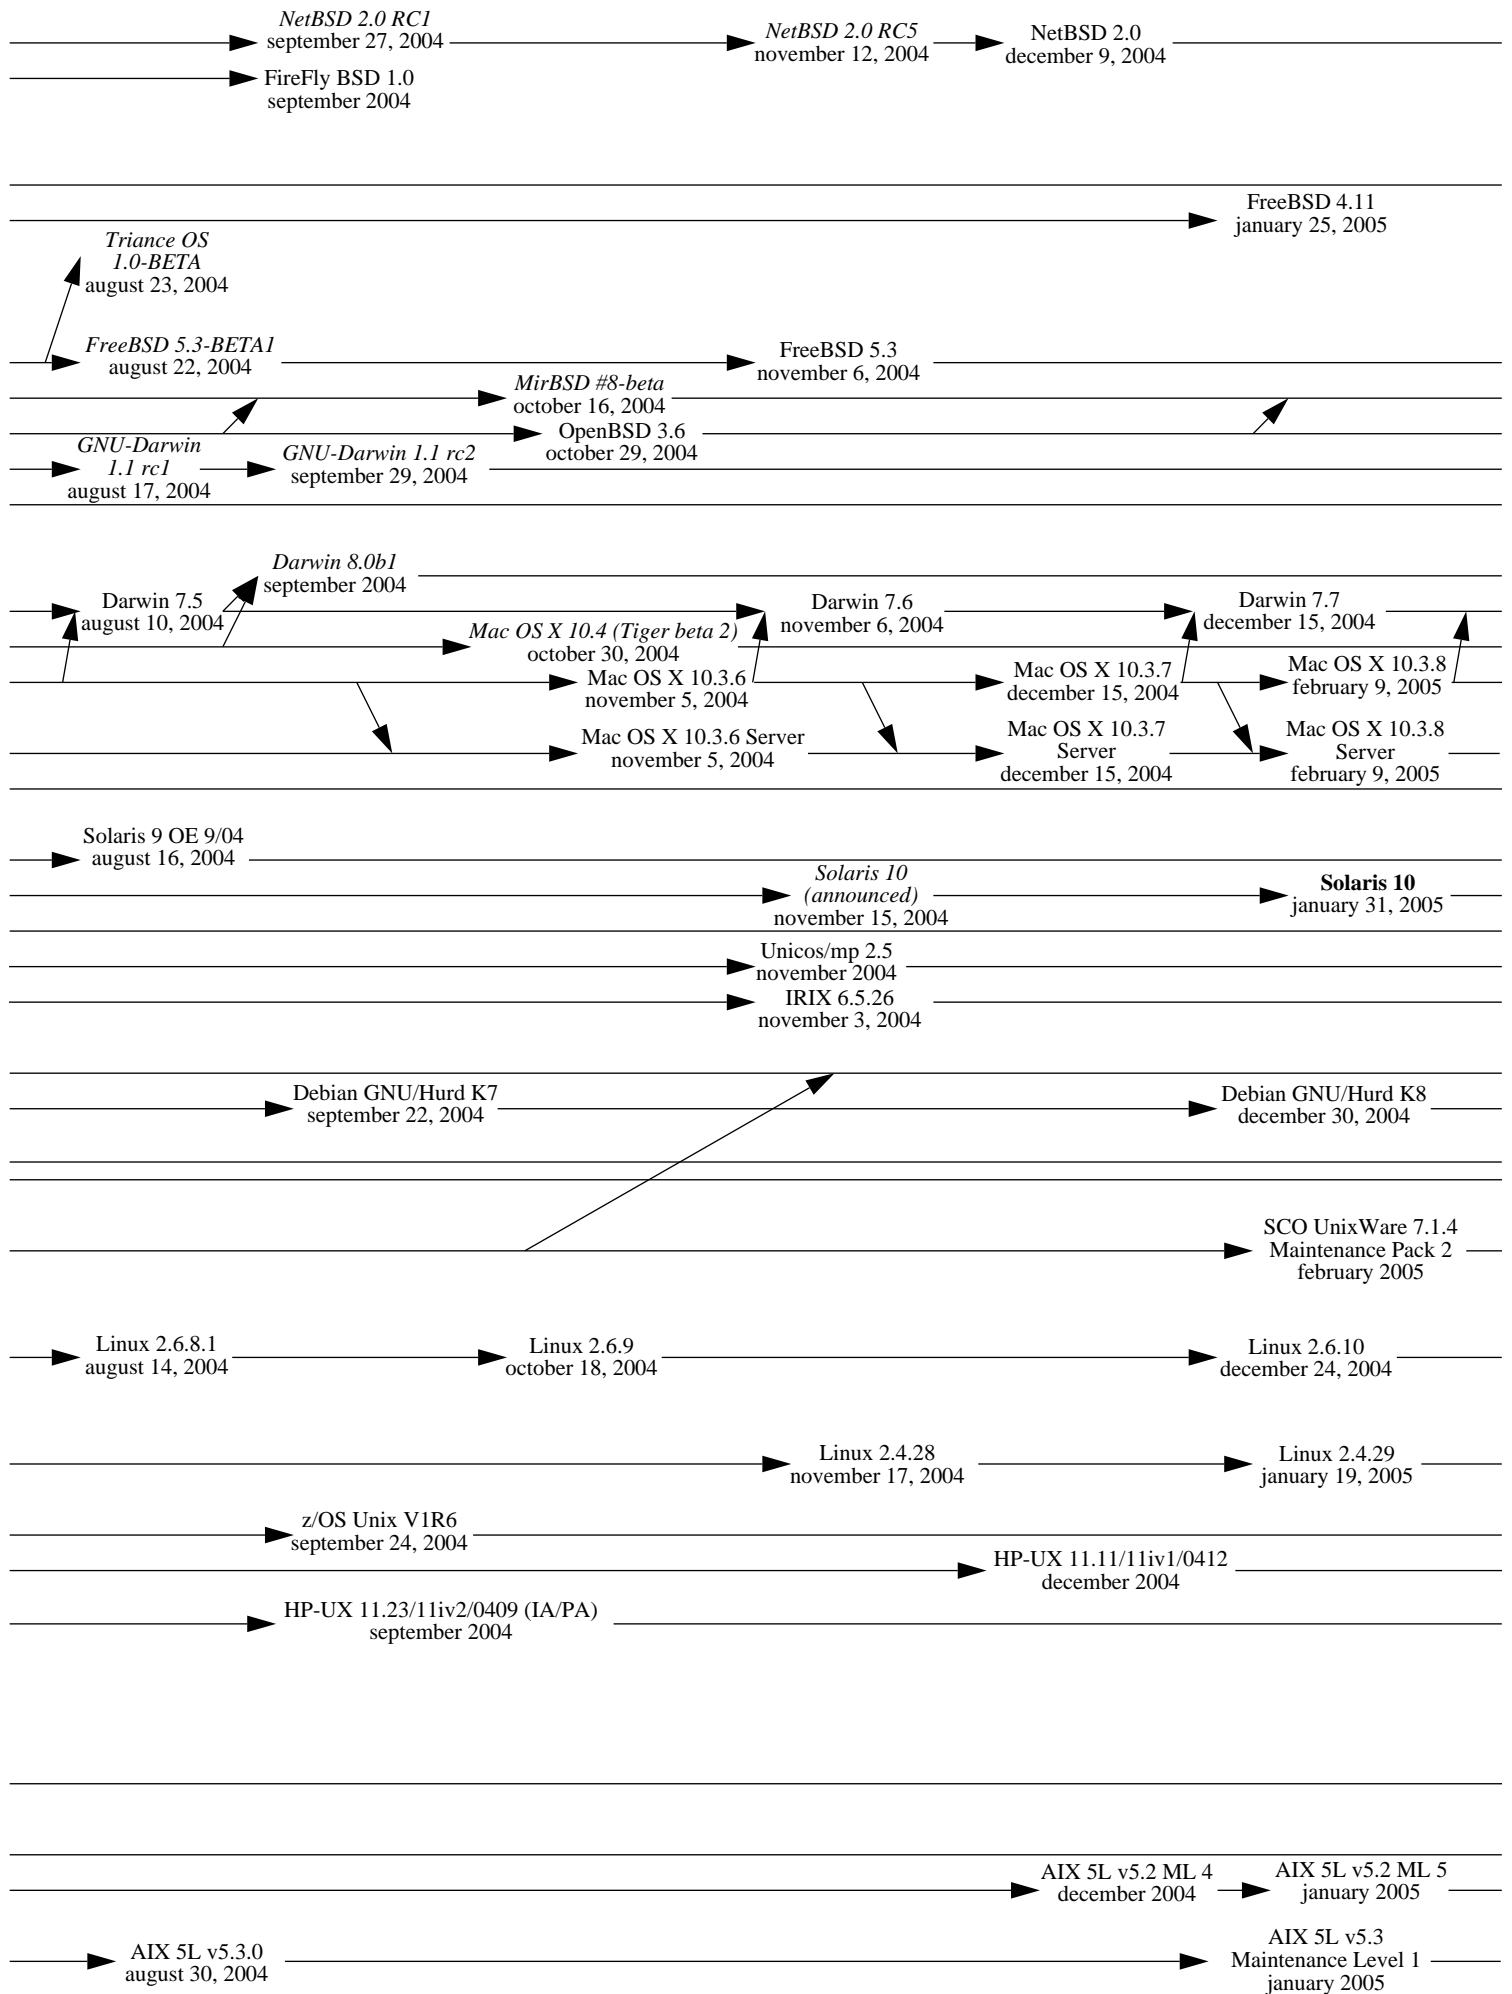 NetBSD 2.0 RC1
september 27, 2004
NetBSD 2.0 RC5
november 12, 2004
NetBSD 2.0
december 9, 2004
FireFly BSD 1.0
september 2004
FreeBSD 4.11
january 25, 2005
Triance OS
1.0-BETA
august 23, 2004
FreeBSD 5.3-BETA1
august 22, 2004
FreeBSD 5.3
november 6, 2004
MirBSD #8-beta
october 16, 2004
OpenBSD 3.6
october 29, 2004
GNU-Darwin
1.1 rc1
august 17, 2004
GNU-Darwin 1.1 rc2
september 29, 2004
Darwin 8.0b1
september 2004
Darwin 7.5
august 10, 2004
Darwin 7.6
november 6, 2004
Darwin 7.7
december 15, 2004
Mac OS X 10.4 (Tiger beta 2)
october 30, 2004
Mac OS X 10.3.6
november 5, 2004
Mac OS X 10.3.7
december 15, 2004
Mac OS X 10.3.8
february 9, 2005
Mac OS X 10.3.6 Server
november 5, 2004
Mac OS X 10.3.7
Server
december 15, 2004
Mac OS X 10.3.8
Server
february 9, 2005
Solaris 9 OE 9/04
august 16, 2004
Solaris 10
(announced)
november 15, 2004
Solaris 10
january 31, 2005
Unicos/mp 2.5
november 2004
IRIX 6.5.26
november 3, 2004
Debian GNU/Hurd K7
september 22, 2004
Debian GNU/Hurd K8
december 30, 2004
SCO UnixWare 7.1.4
Maintenance Pack 2
february 2005
Linux 2.6.8.1
august 14, 2004
Linux 2.6.9
october 18, 2004
Linux 2.6.10
december 24, 2004
Linux 2.4.28
november 17, 2004
Linux 2.4.29
january 19, 2005
z/OS Unix V1R6
september 24, 2004
HP-UX 11.11/11iv1/0412
december 2004
HP-UX 11.23/11iv2/0409 (IA/PA)
september 2004
AIX 5L v5.2 ML 4
december 2004
AIX 5L v5.2 ML 5
january 2005
AIX 5L v5.3.0
august 30, 2004
AIX 5L v5.3
Maintenance Level 1
january 2005